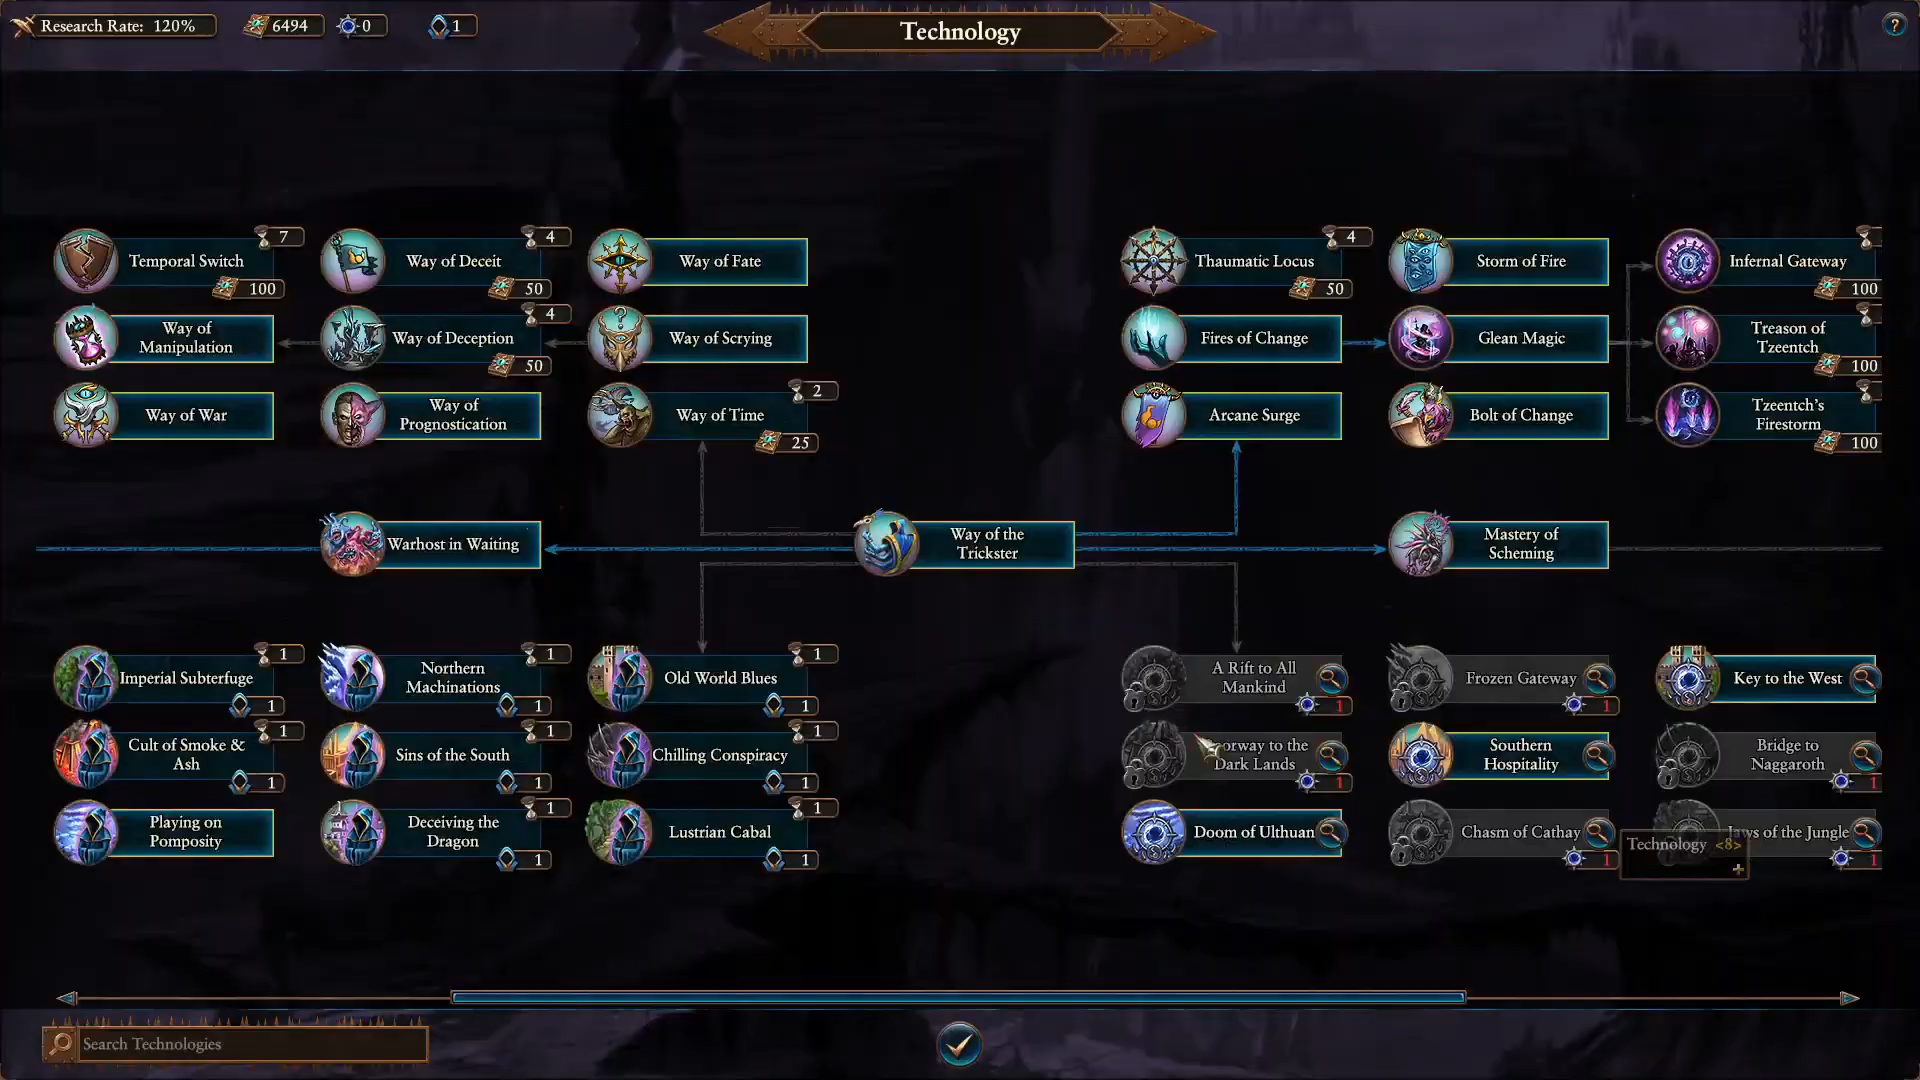 Research Rate: 120%
6494
0
1
Technology
?
Temporal Switch
7
100
Way of Deceit
4
50
Way of Fate
Thaumatic Locus
4
50
Storm of Fire
Infernal Gateway
100
Way of
Manipulation
Way of Deception
4
50
Way of Scrying
Fires of Change
Glean Magic
Treason of
Tzeentch
100
Way of War
Way of
Prognostication
Way of Time
2
25
Arcane Surge
Bolt of Change
Tzeentch's
Firestorm
100
Warhost in Waiting
Way of the
Trickster
Mastery of
Scheming
Imperial Subterfuge
1
1
Northern
Machinations
1
1
Old World Blues
1
1
A Rift to All
Mankind
1
Frozen Gateway
1
Key to the West
Cult of Smoke &
Ash
1
1
Sins of the South
1
1
Chilling Conspiracy
1
1
orway to the
Dark Lands
1
Southern
Hospitality
Bridge to
Naggaroth
1
Playing on
Pomposity
Deceiving the
Dragon
1
1
Lustrian Cabal
1
1
Doom of Ulthuan
Chasm of Cathay
1
Jaws of the Jungle
1
Technology <8>
+
Search Technologies